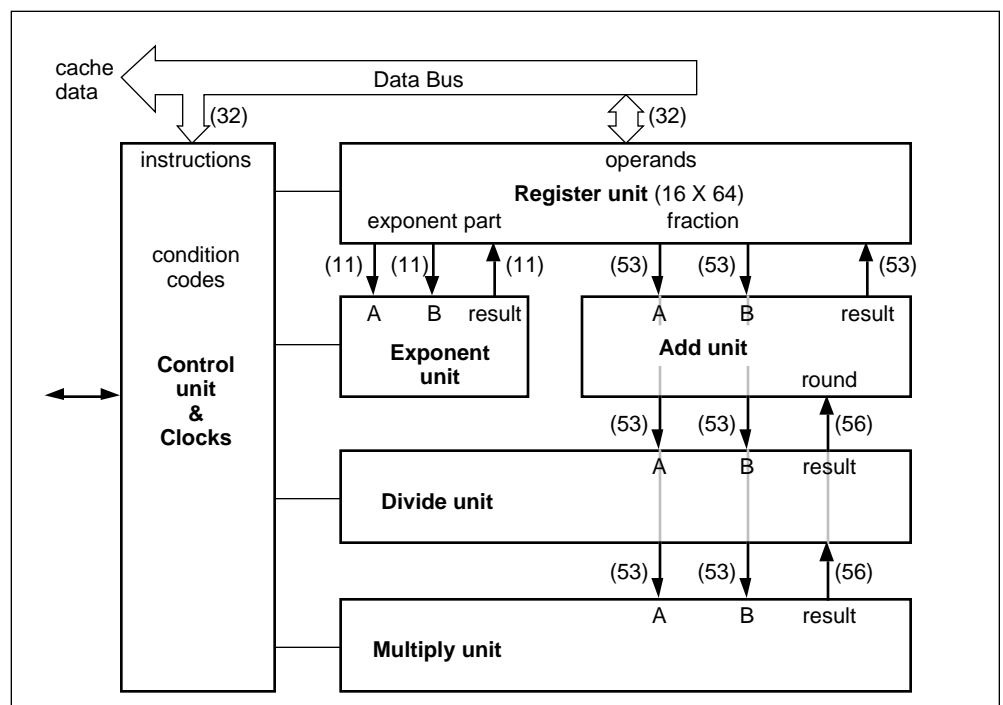 cache
data
Data Bus
(32) (32)
instructions
operands
Register unit (16 X 64)
exponent part fraction
condition
codes
(11) (11) (11) (53) (53) (53)
A B result A B result
Exponent
unit
Add unit
round
Control
unit
&
Clocks
(53) (53) (56)
A B result
Divide unit
(53) (53) (56)
A B result
Multiply unit